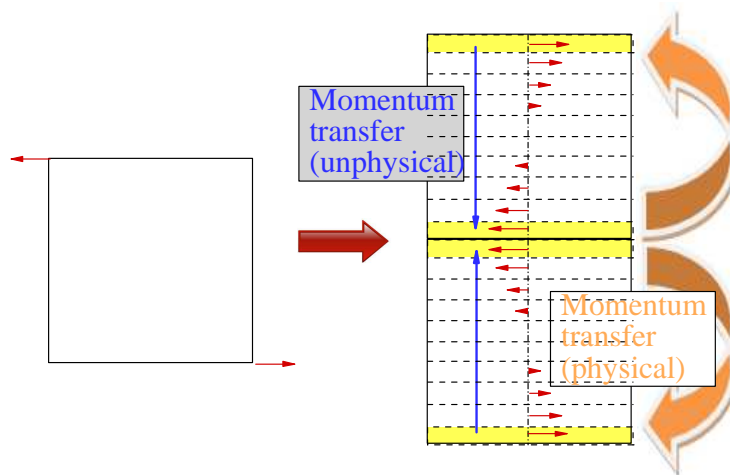 Momentum
transfer
(unphysical)
Momentum
transfer
(physical)